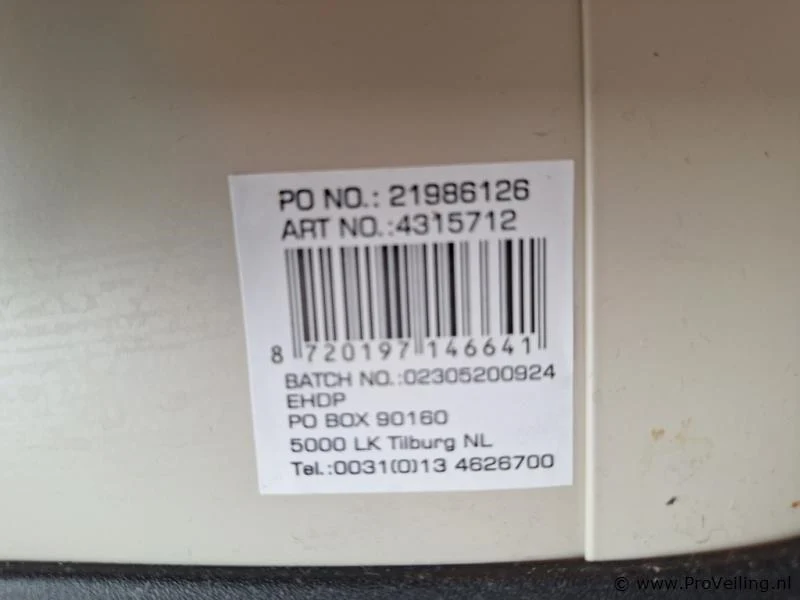 PO NO.: 21986126
ART NO.:4315712
8 720197 146641
BATCH NO.:02305200924
EHDP
PO BOX 90160
5000 LK Tilburg NL
Tel.:0031(0)13 4626700
© www.ProVeiling.nl